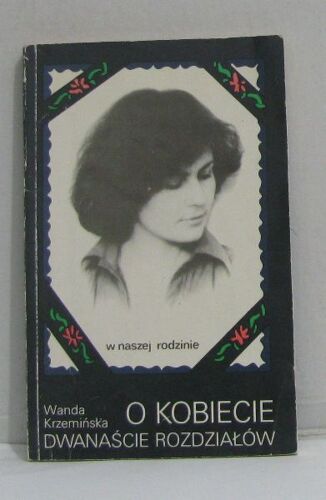 w naszej rodzinie
Wanda
Krzemińska
O KOBIECIE
DWANAŚCIE ROZDZIAŁÓW